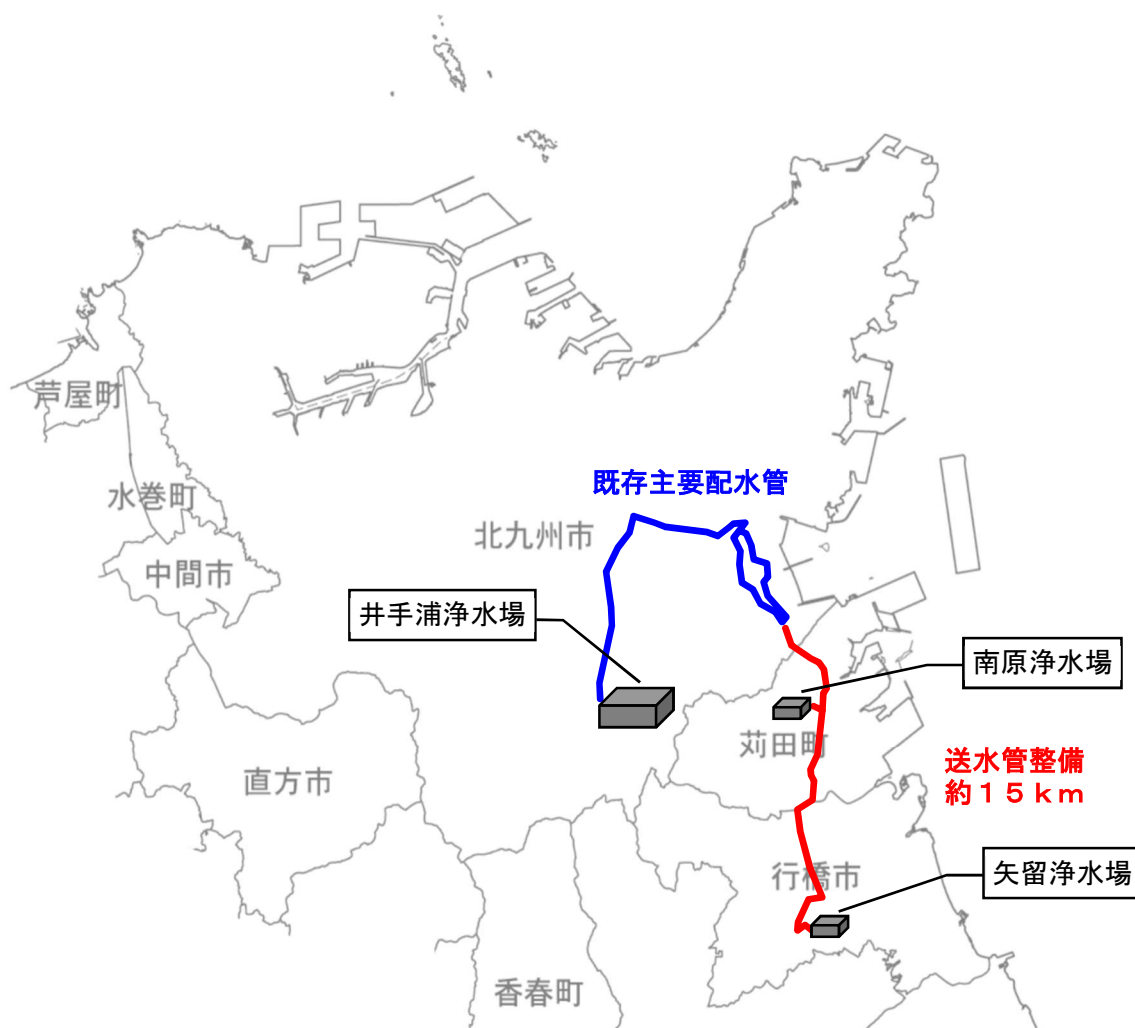 芦屋町
水巻町
既存主要配水管
北九州市
中間市
井手浦浄水場
南原浄水場
苅田町
直方市
送水管整備
約１５ｋｍ
行橋市
矢留浄水場
香春町